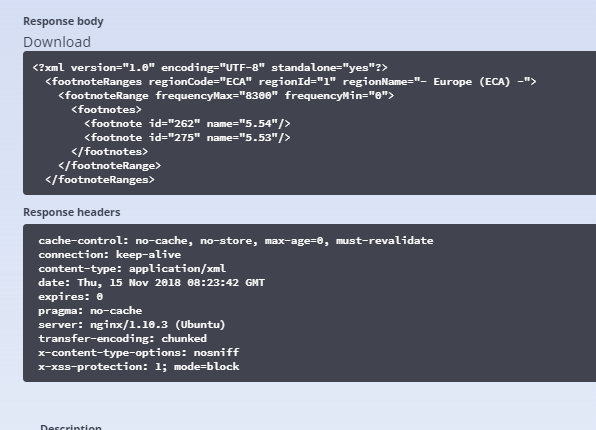 Response body
Download
<?xml version="1.0" encoding="UTF-8" standalone="yes"?>
<footnoteRanges regionCode="ECA" regionId="1" regionName="- Europe (ECA) -">
<footnoteRange frequencyMax="8300" frequencyMin="0">
<footnotes>
<footnote id="262" name="5.54"/>
<footnote id="275" name="5.53"/>
</footnotes>
</footnoteRange>
</footnoteRanges>
Response headers
cache-control: no-cache, no-store, max-age=0, must-revalidate
connection: keep-alive
content-type: application/xml
date: Thu, 15 Nov 2018 08:23:42 GMT
expires: 0
pragma: no-cache
server: nginx/1.10.3 (Ubuntu)
transfer-encoding: chunked
x-content-type-options: nosniff
x-xss-protection: 1; mode=block
Description